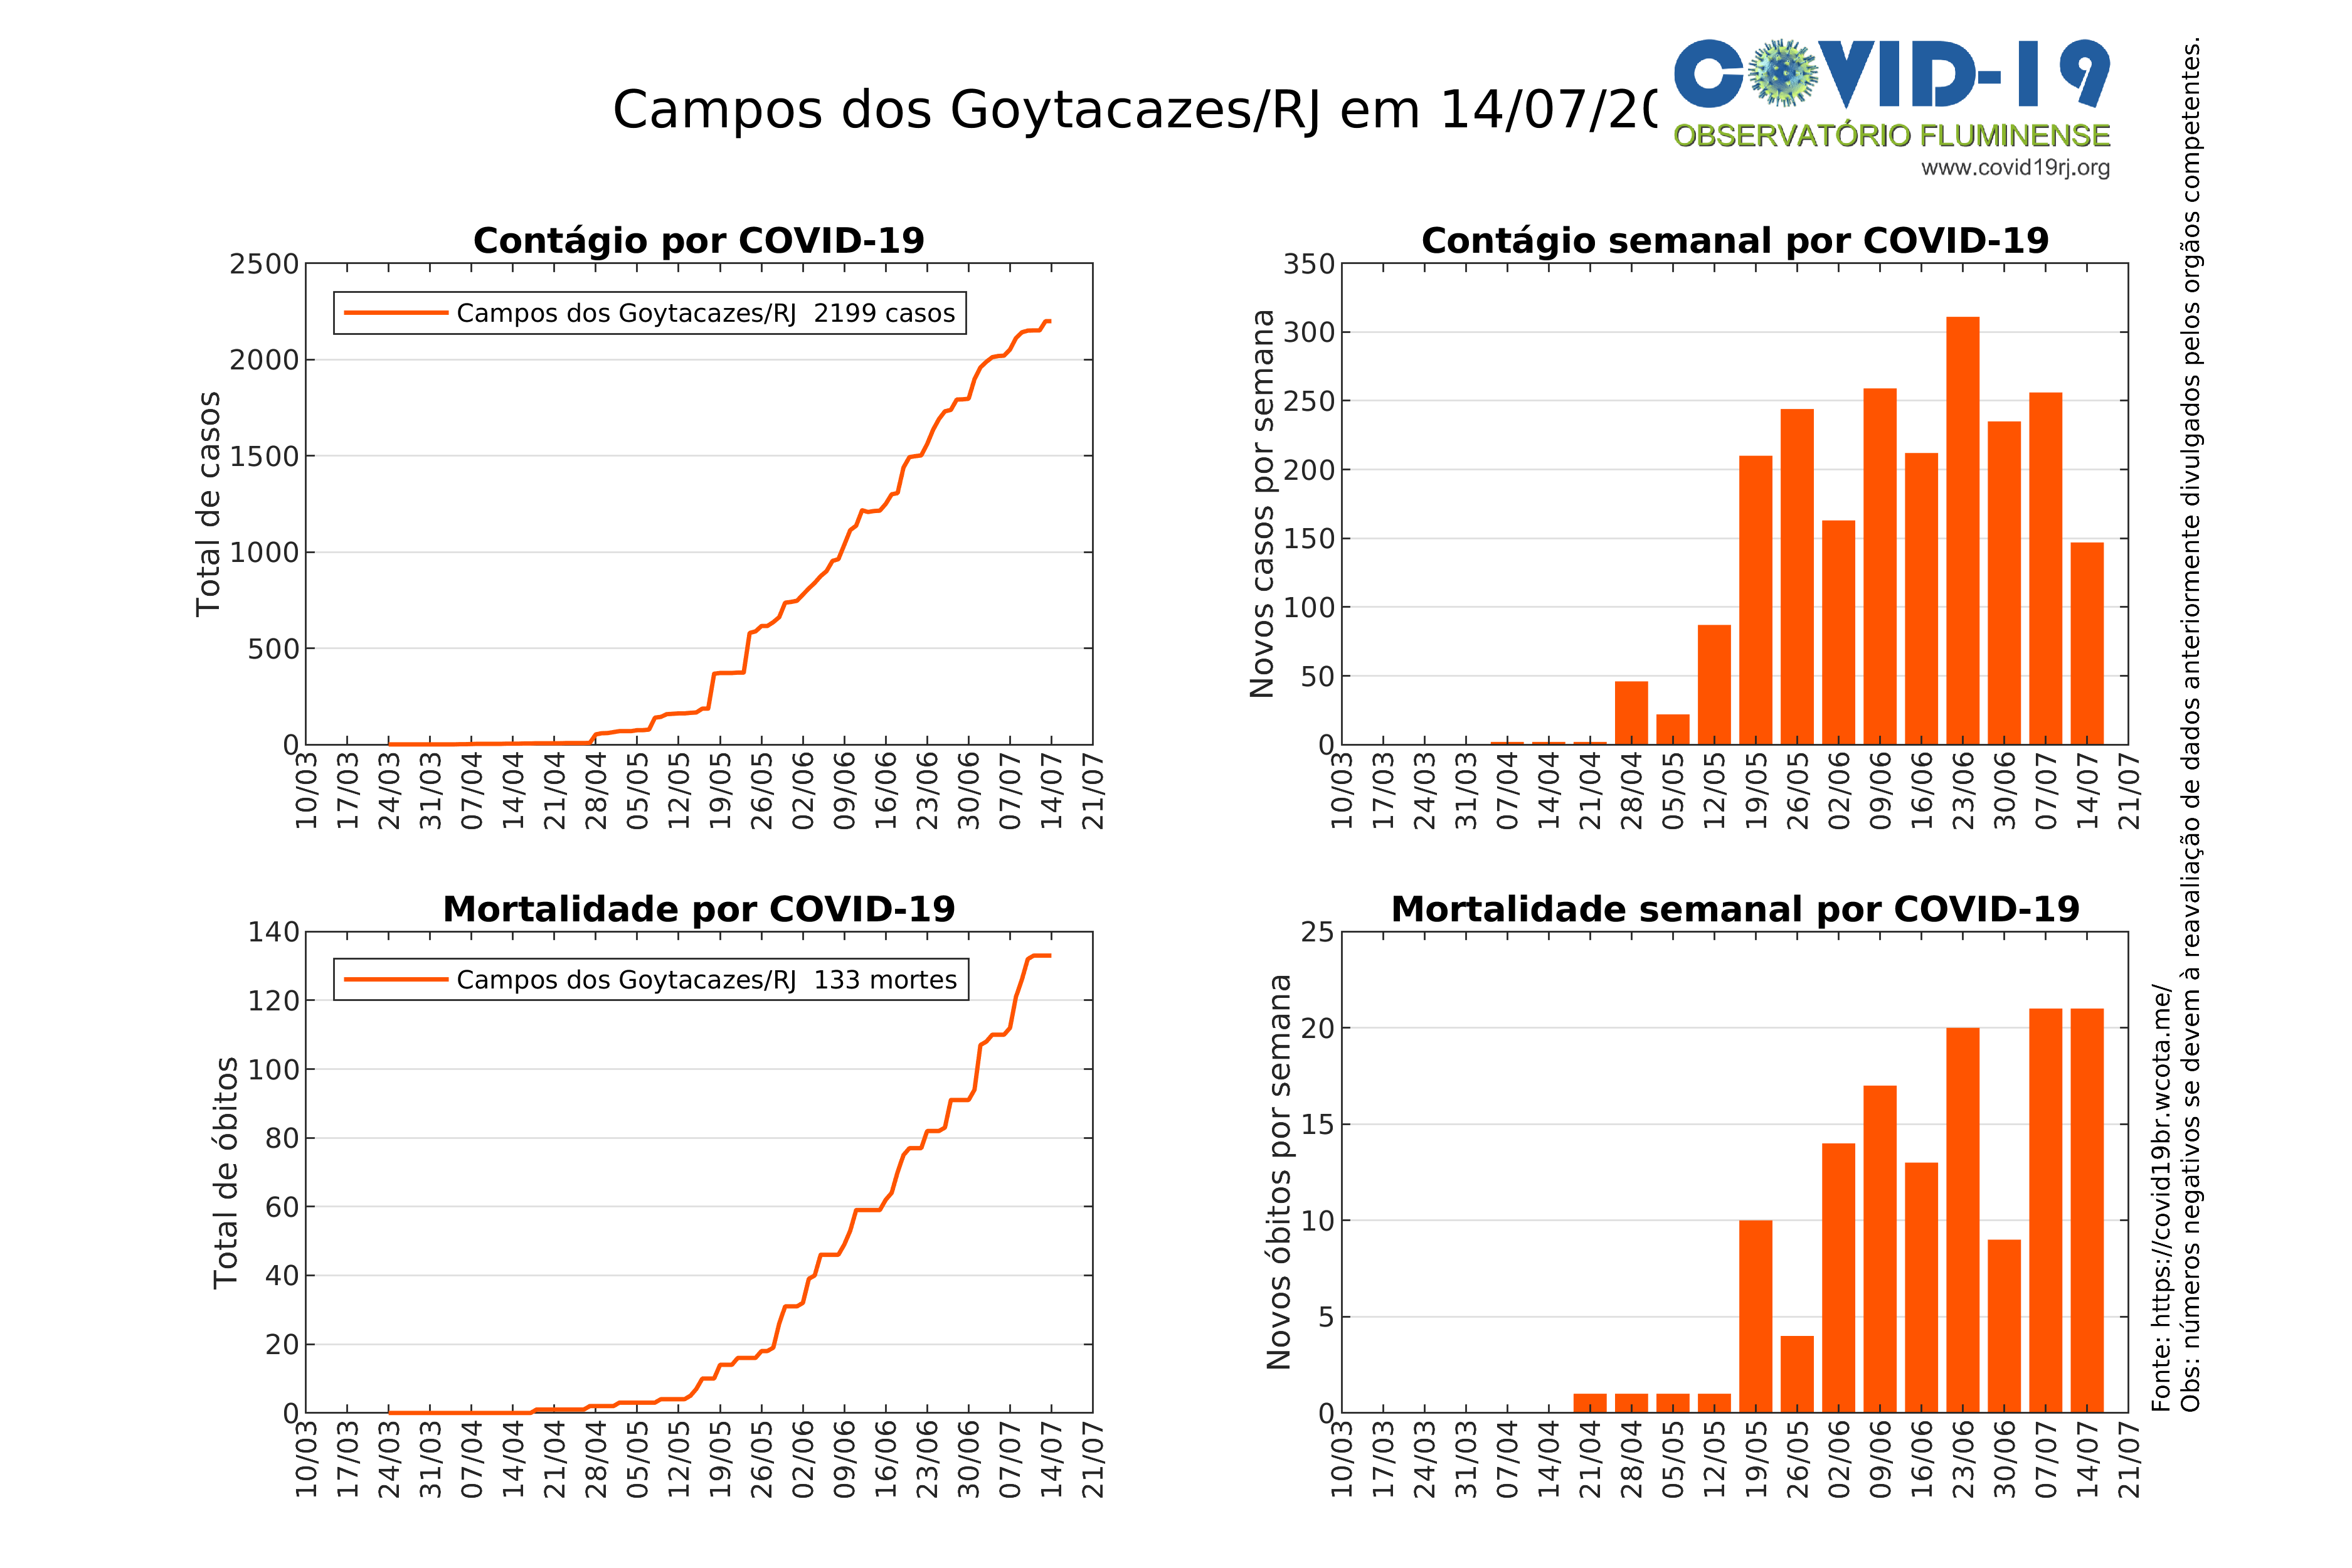 Campos dos Goytacazes/RJ em 14/07/20
COVID-19
OBSERVATÓRIO FLUMINENSE
www.covid19rj.org
Contágio por COVID-19
Total de casos
2500
2000
1500
1000
500
0
Campos dos Goytacazes/RJ 2199 casos
10/03 17/03 24/03 31/03 07/04 14/04 21/04 28/04 05/05 12/05 19/05 26/05 02/06 09/06 16/06 23/06 30/06 07/07 14/07 21/07
Contágio semanal por COVID-19
Novos casos por semana
350
300
250
200
150
100
50
0
10/03 17/03 24/03 31/03 07/04 14/04 21/04 28/04 05/05 12/05 19/05 26/05 02/06 09/06 16/06 23/06 30/06 07/07 14/07 21/07
Mortalidade por COVID-19
Total de óbitos
140
120
100
80
60
40
20
0
Campos dos Goytacazes/RJ 133 mortes
10/03 17/03 24/03 31/03 07/04 14/04 21/04 28/04 05/05 12/05 19/05 26/05 02/06 09/06 16/06 23/06 30/06 07/07 14/07 21/07
Mortalidade semanal por COVID-19
Novos óbitos por semana
25
20
15
10
5
0
10/03 17/03 24/03 31/03 07/04 14/04 21/04 28/04 05/05 12/05 19/05 26/05 02/06 09/06 16/06 23/06 30/06 07/07 14/07 21/07
Fonte: https://covid19br.wcota.me/
Obs: números negativos se devem à reavaliação de dados anteriormente divulgados pelos orgãos competentes.